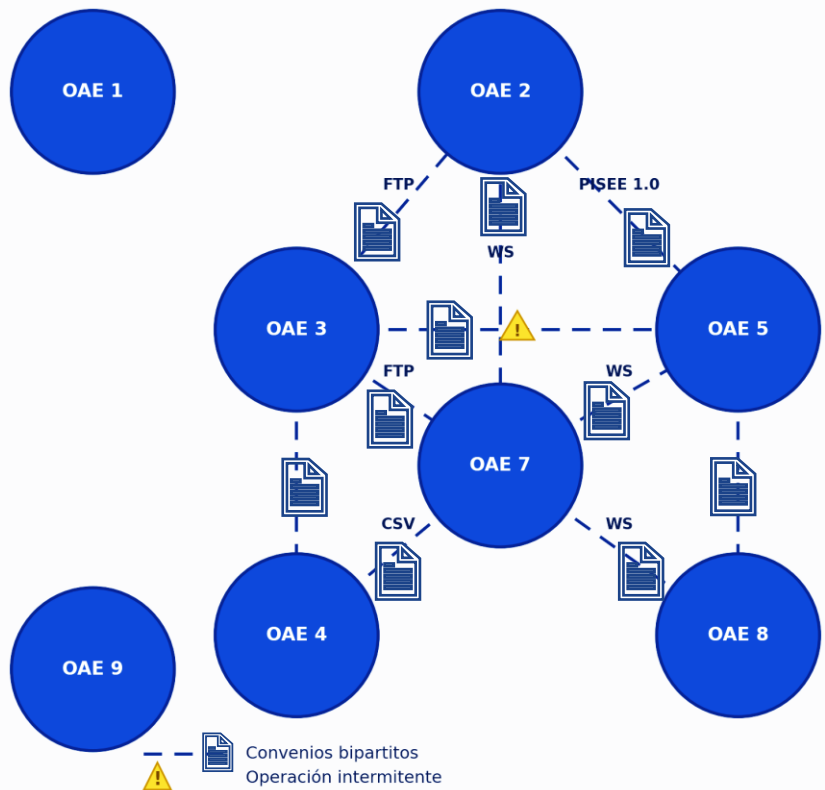 OAE 1
OAE 2
FTP
PISEE 1.0
WS
OAE 3
OAE 5
!
FTP
WS
OAE 7
CSV
WS
OAE 4
OAE 8
OAE 9
Convenios bipartitos
! Operación intermitente